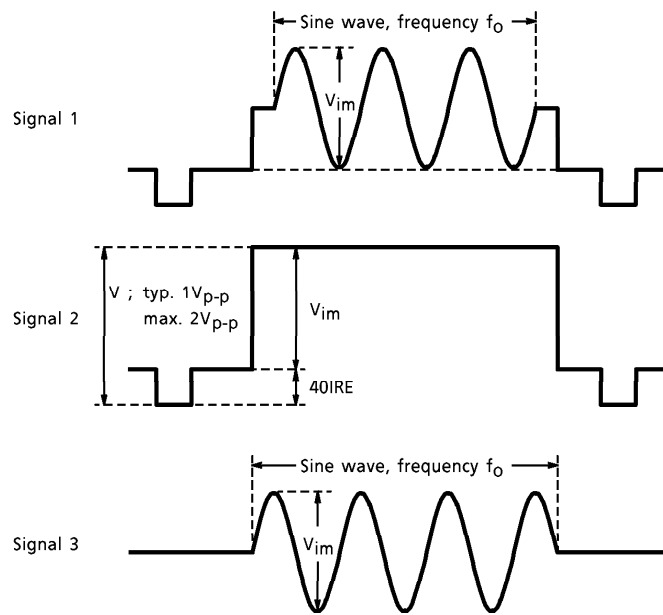 Sine wave, frequency fo
Vim
Signal 1
V ; typ. 1Vp-p
max. 2Vp-p
Vim
Signal 2
40IRE
Sine wave, frequency fo
Vim
Signal 3